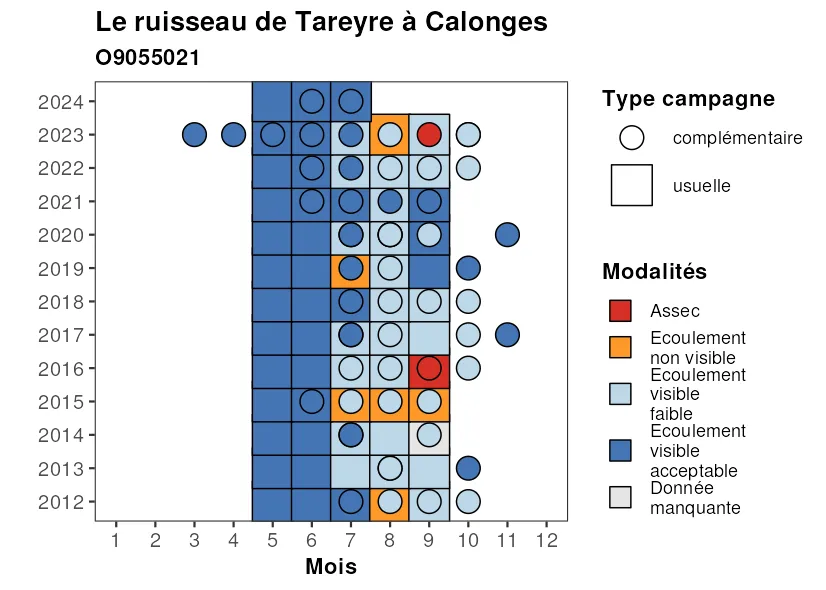 Le ruisseau de Tareyre à Calonges
O9055021
2024
2023
2022
2021
2020
2019
2018
2017
2016
2015
2014
2013
2012
1 2 3 4 5 6 7 8 9 10 11 12
Mois
Type campagne
complémentaire
usuelle
Modalités
Assec
Ecoulement
non visible
Ecoulement
visible
faible
Ecoulement
visible
acceptable
Donnée
manquante